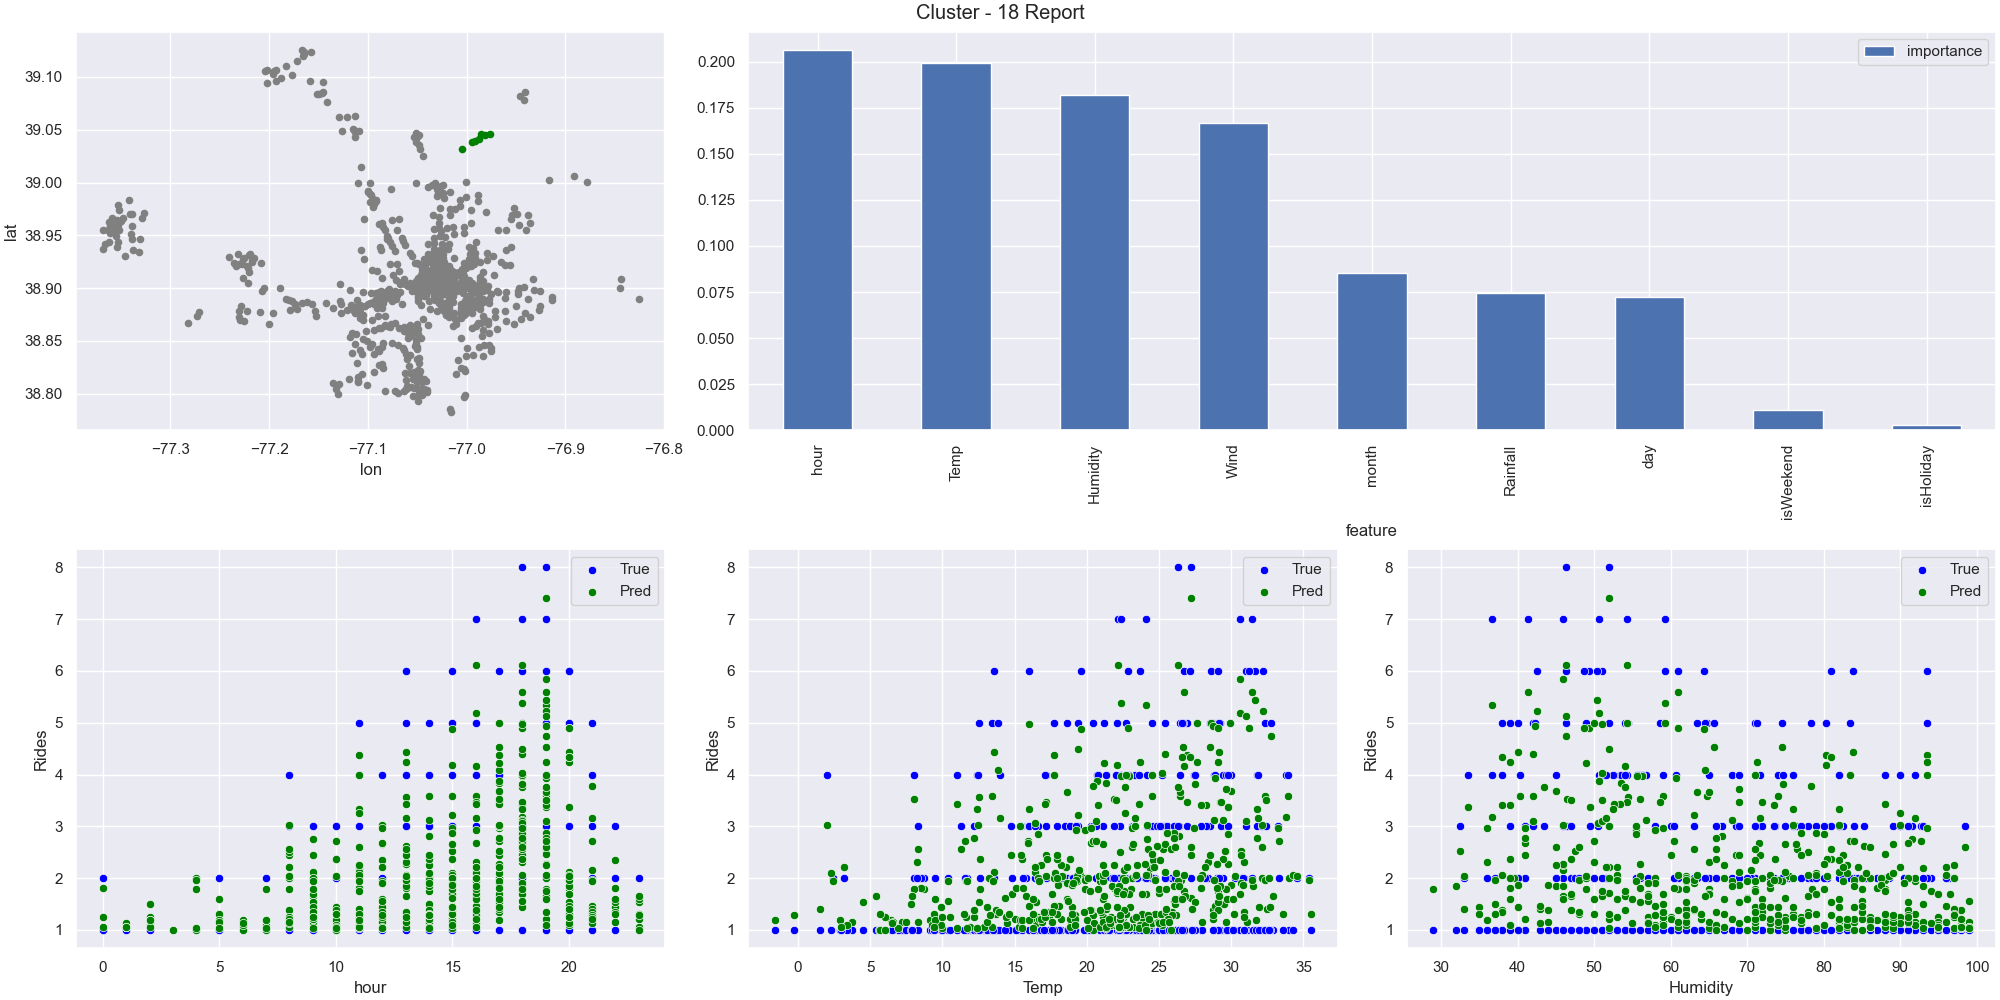 Cluster - 18 Report
39.10
39.05
39.00
38.95
38.90
38.85
38.80
lat
−77.3 −77.2 −77.1 −77.0 −76.9 −76.8
lon
importance
0.200
0.175
0.150
0.125
0.100
0.075
0.050
0.025
0.000
hour Temp Humidity Wind month Rainfall day isWeekend isHoliday
feature
True
Pred
8
7
6
5
4
3
2
1
Rides
0 5 10 15 20
hour
True
Pred
8
7
6
5
4
3
2
1
Rides
0 5 10 15 20 25 30 35
Temp
True
Pred
8
7
6
5
4
3
2
1
Rides
30 40 50 60 70 80 90 100
Humidity